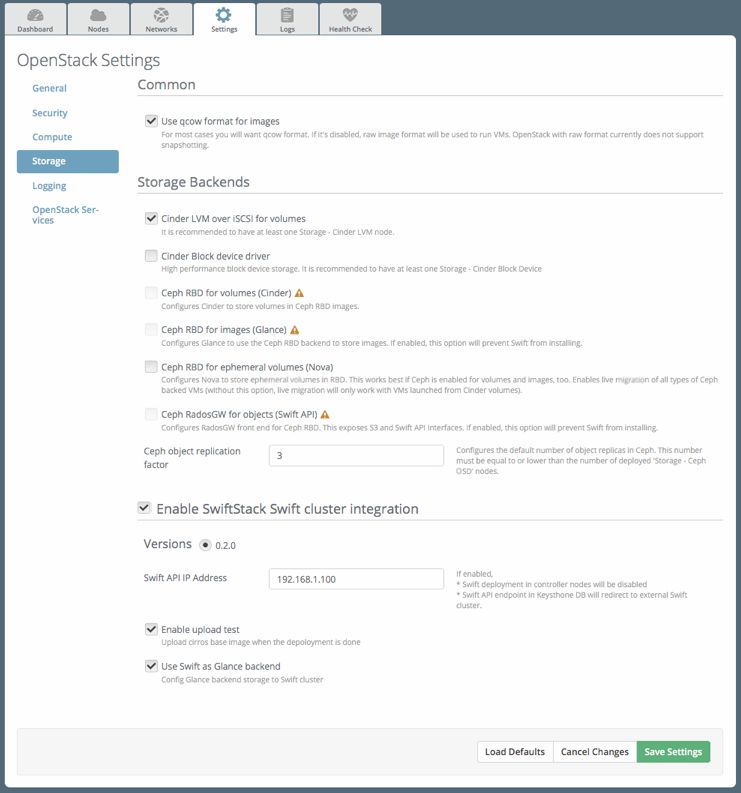 Dashboard
Nodes
Networks
Settings
Logs
Health Check
OpenStack Settings
General
Security
Compute
Storage
Logging
OpenStack Ser-
vices
Common
Use qcow format for images
For most cases you will want qcow format. If it's disabled, raw image format will be used to run VMs. OpenStack with raw format currently does not support
snapshotting.
Storage Backends
Cinder LVM over iSCSI for volumes
It is recommended to have at least one Storage - Cinder LVM node.
Cinder Block device driver
High performance block device storage. It is recommended to have at least one Storage - Cinder Block Device
Ceph RBD for volumes (Cinder)
Configures Cinder to store volumes in Ceph RBD images.
Ceph RBD for images (Glance)
Configures Glance to use the Ceph RBD backend to store images. If enabled, this option will prevent Swift from installing.
Ceph RBD for ephemeral volumes (Nova)
Configures Nova to store ephemeral volumes in RBD. This works best if Ceph is enabled for volumes and images, too. Enables live migration of all types of Ceph
backed VMs (without this option, live migration will only work with VMs launched from Cinder volumes).
Ceph RadosGW for objects (Swift API)
Configures RadosGW front end for Ceph RBD. This exposes S3 and Swift API Interfaces. If enabled, this option will prevent Swift from installing.
Ceph object replication
factor
3
Configures the default number of object replicas in Ceph. This number
must be equal to or lower than the number of deployed 'Storage - Ceph
OSD' nodes.
Enable SwiftStack Swift cluster integration
Versions
0.2.0
Swift API IP Address
192.168.1.100
If enabled,
* Swift deployment in controller nodes will be disabled
* Swift API endpoint in Keysthone DB will redirect to external Swift
cluster.
Enable upload test
Upload cirros base image when the depoloyment is done
Use Swift as Glance backend
Config Glance backend storage to Swift cluster
Load Defaults
Cancel Changes
Save Settings